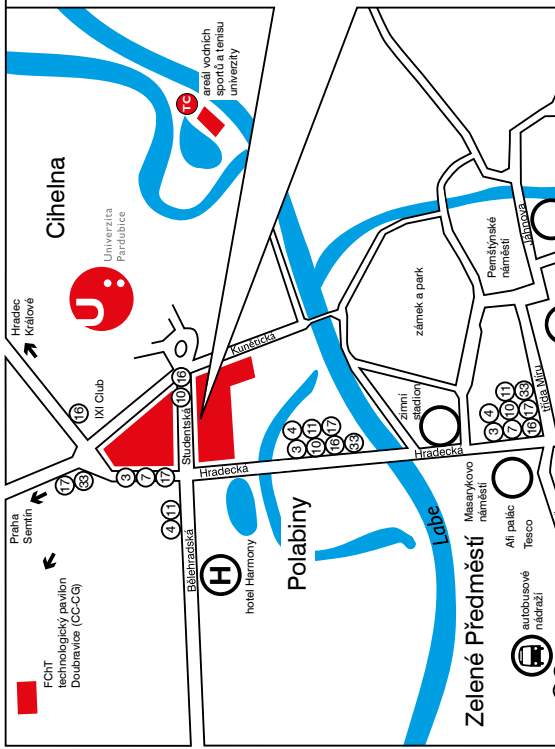 Praha
Semtín
FChT
technologický pavilon
Doubravice (CC-CG)
17
33
16
IXI Club
Hradec
Králové
Cihelna
U:
Univerzita
Pardubice
TC
areál vodních
sportů a tenisu
univerzity
3
7
17
4
11
Bělehradská
Studentská
10
16
Kunětická
Hradecká
H
hotel Harmony
Polabiny
3
4
10
11
16
17
33
Labe
zimní
stadion
zámek a park
Pernštýnské
náměstí
Jahnova
Hradecká
Zelené Předměstí
Masarykovo
náměstí
Afi palác
Tesco
3
4
7
10
11
16
17
33
třída Míru
autobusové
nádraží